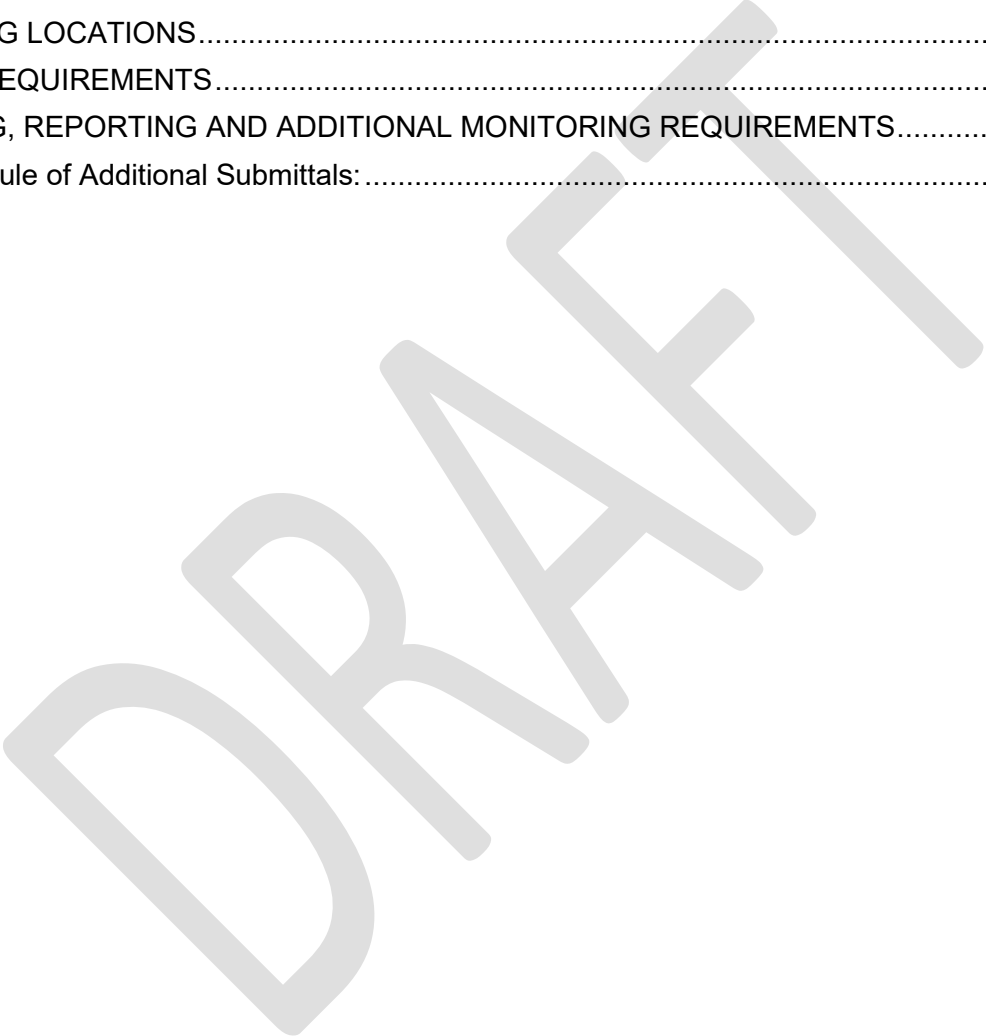 G LOCATIONS..........................................................................................................
EQUIREMENTS........................................................................................................
G, REPORTING AND ADDITIONAL MONITORING REQUIREMENTS...........
ule of Additional Submittals:...........................................................................
DRAFT